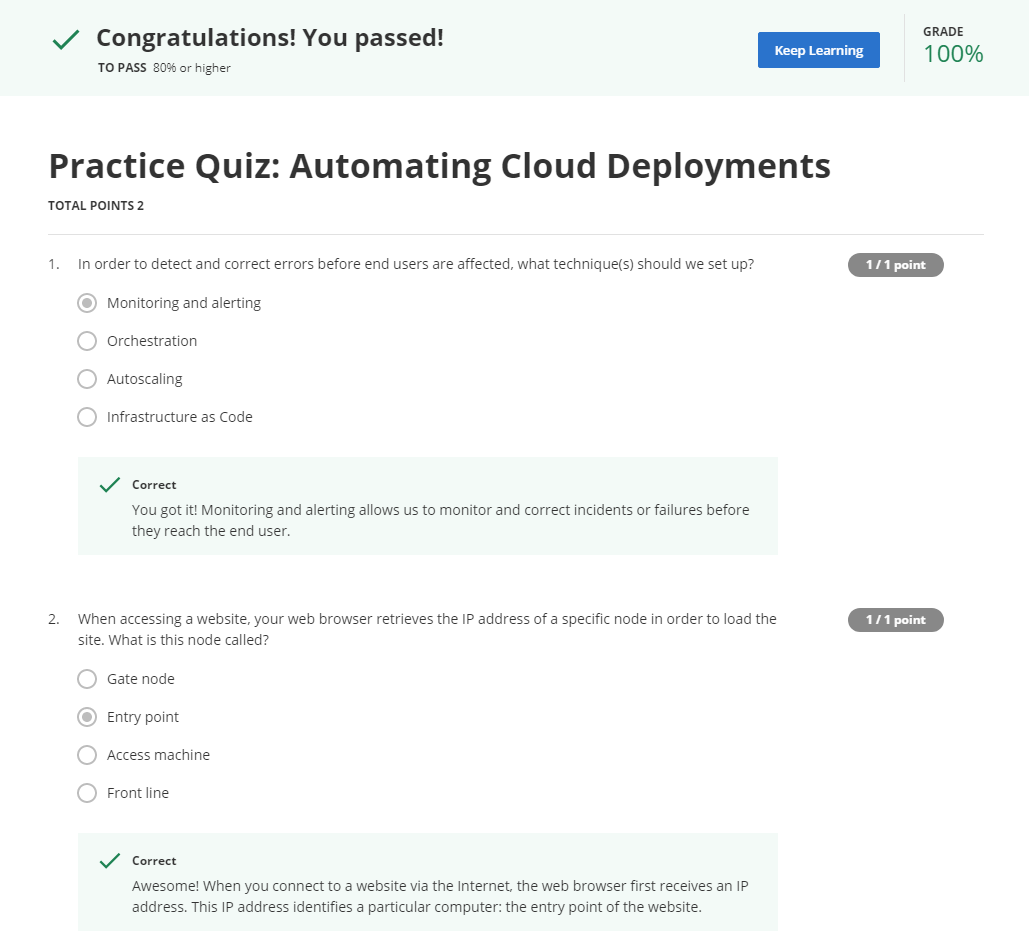 Congratulations! You passed!
TO PASS 80% or higher
Keep Learning
GRADE
100%
Practice Quiz: Automating Cloud Deployments
TOTAL POINTS 2
1. In order to detect and correct errors before end users are affected, what technique(s) should we set up?
1 / 1 point
Monitoring and alerting
Orchestration
Autoscaling
Infrastructure as Code
Correct
You got it! Monitoring and alerting allows us to monitor and correct incidents or failures before
they reach the end user.
2. When accessing a website, your web browser retrieves the IP address of a specific node in order to load the
site. What is this node called?
1 / 1 point
Gate node
Entry point
Access machine
Front line
Correct
Awesome! When you connect to a website via the Internet, the web browser first receives an IP
address. This IP address identifies a particular computer: the entry point of the website.